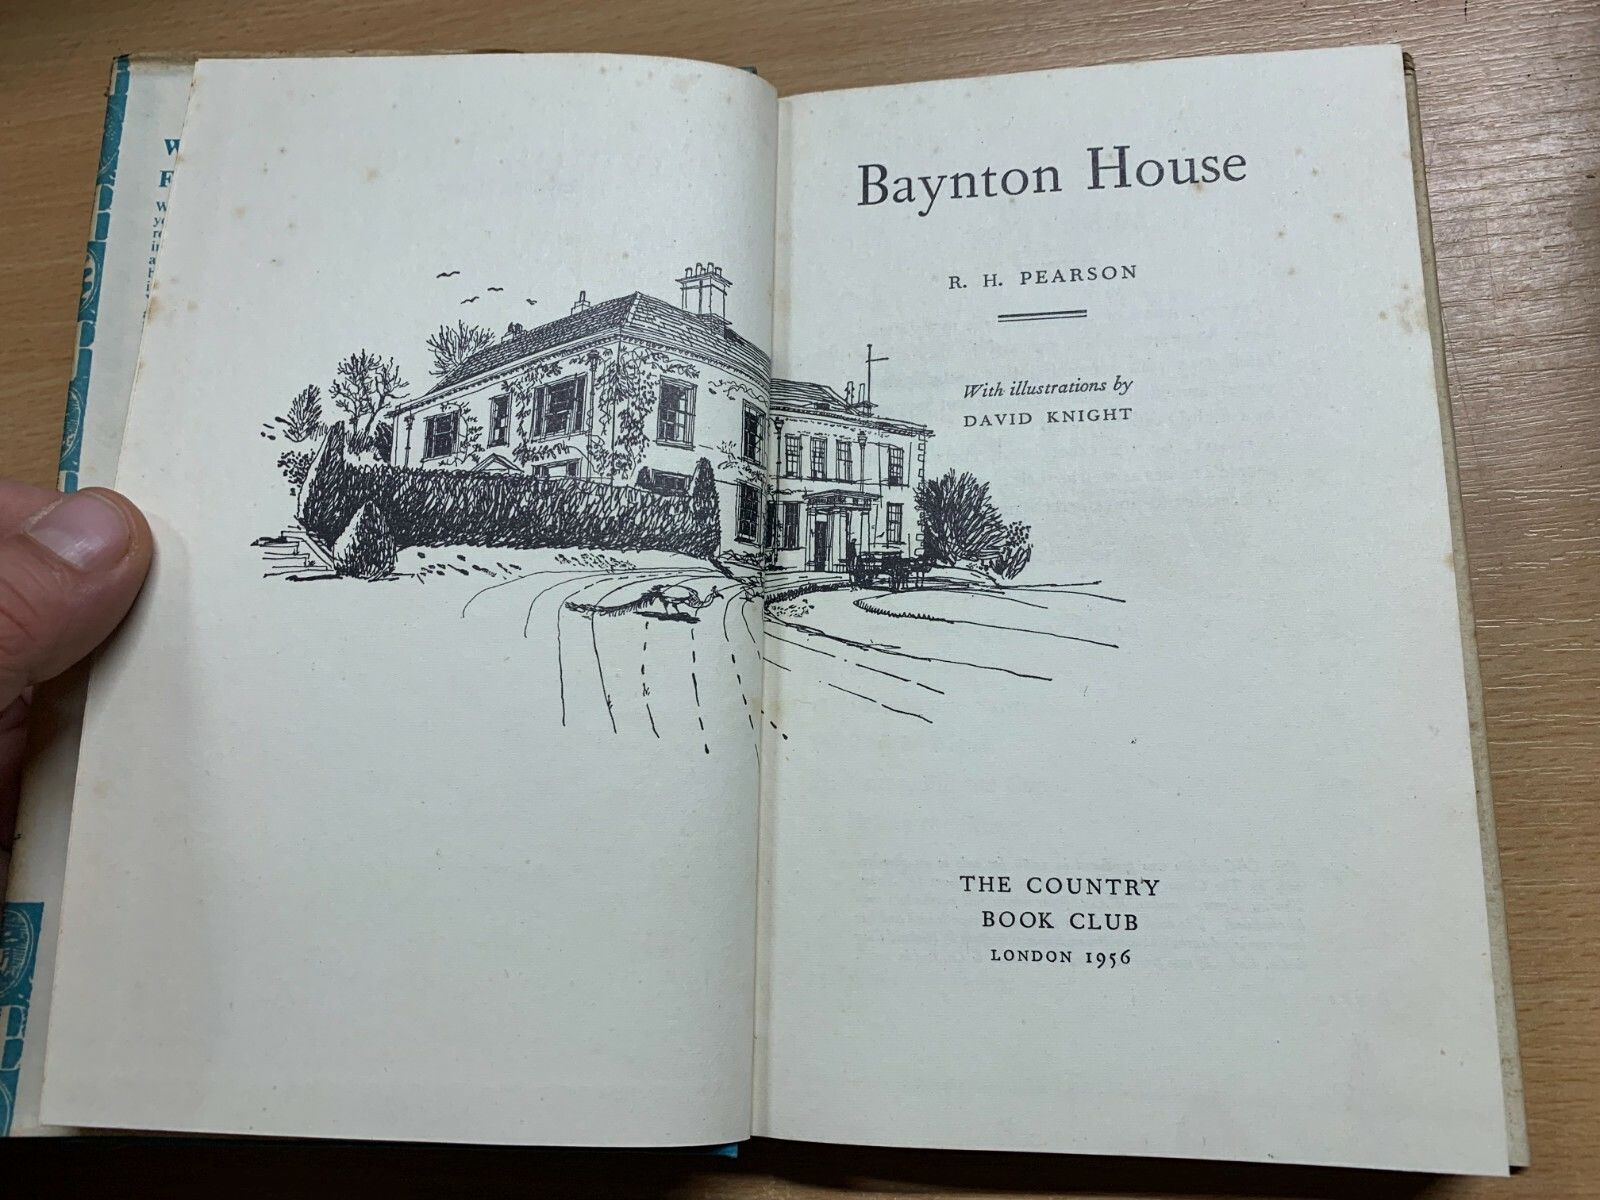 Baynton House
R. H. PEARSON
With illustrations by
DAVID KNIGHT
THE COUNTRY
BOOK CLUB
LONDON 1956